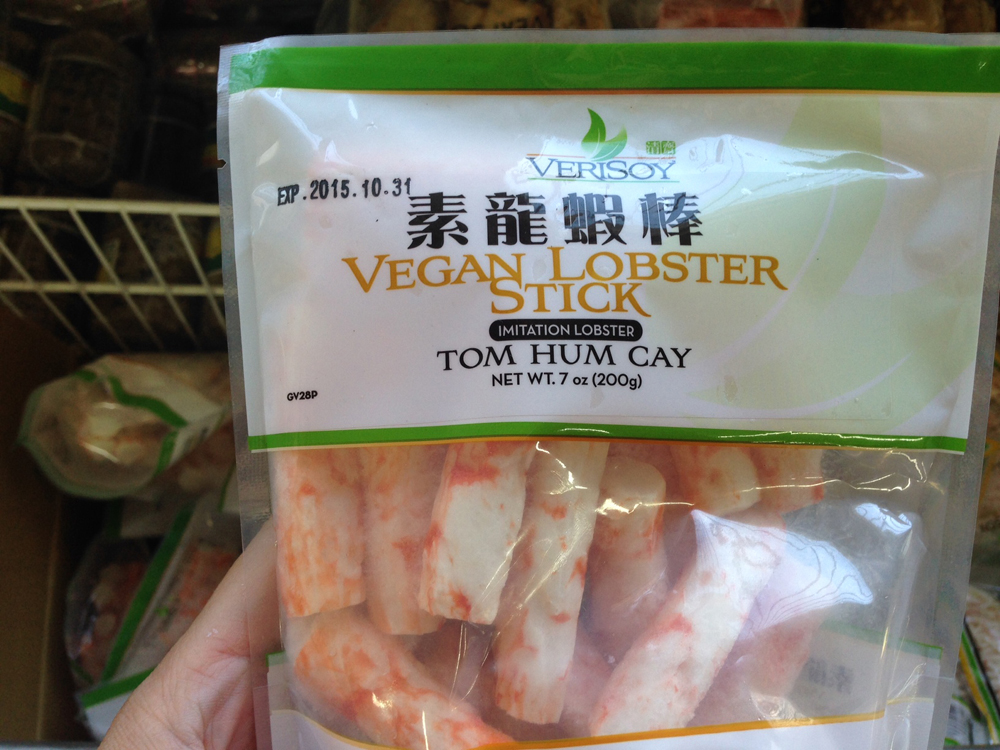 VERISOY
EXP.2015.10.31
素龍蝦棒
VEGAN LOBSTER
STICK
IMITATION LOBSTER
TOM HUM CAY
NET WT. 7 oz (200g)
GV28P